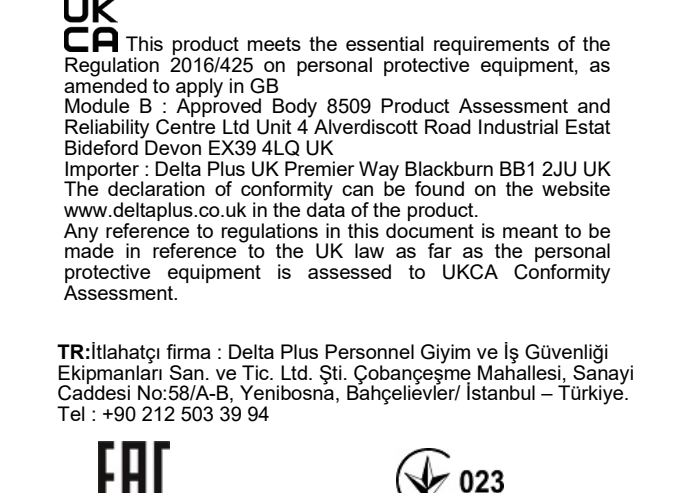 UK
CA This product meets the essential requirements of the
Regulation 2016/425 on personal protective equipment, as
amended to apply in GB
Module B : Approved Body 8509 Product Assessment and
Reliability Centre Ltd Unit 4 Alverdiscott Road Industrial Estat
Bideford Devon EX39 4LQ UK
Importer : Delta Plus UK Premier Way Blackburn BB1 2JU UK
The declaration of conformity can be found on the website
www.deltaplus.co.uk in the data of the product.
Any reference to regulations in this document is meant to be
made in reference to the UK law as far as the personal
protective equipment is assessed to UKCA Conformity
Assessment.
TR:İtlahatçı firma : Delta Plus Personnel Giyim ve İş Güvenliği
Ekipmanları San. ve Tic. Ltd. Şti. Çobançeşme Mahallesi, Sanayi
Caddesi No:58/A-B, Yenibosna, Bahçelievler/ İstanbul – Türkiye.
Tel : +90 212 503 39 94
EAC 023